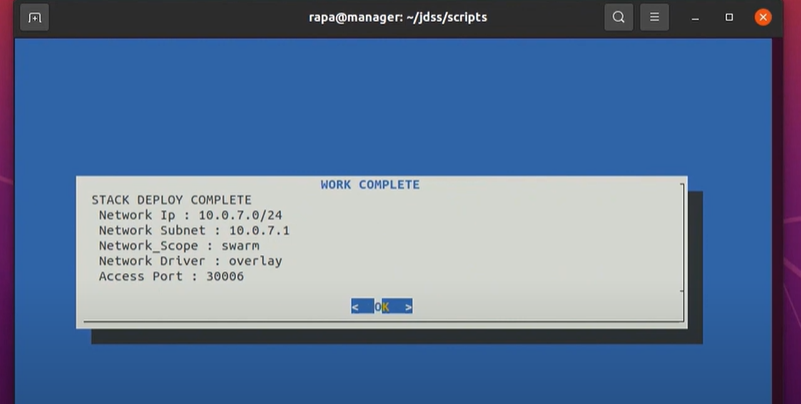 rapa@manager: ~/jdss/scripts
WORK COMPLETE
STACK DEPLOY COMPLETE
Network Ip : 10.0.7.0/24
Network Subnet : 10.0.7.1
Network_Scope : swarm
Network Driver : overlay
Access Port : 30006
< OK >